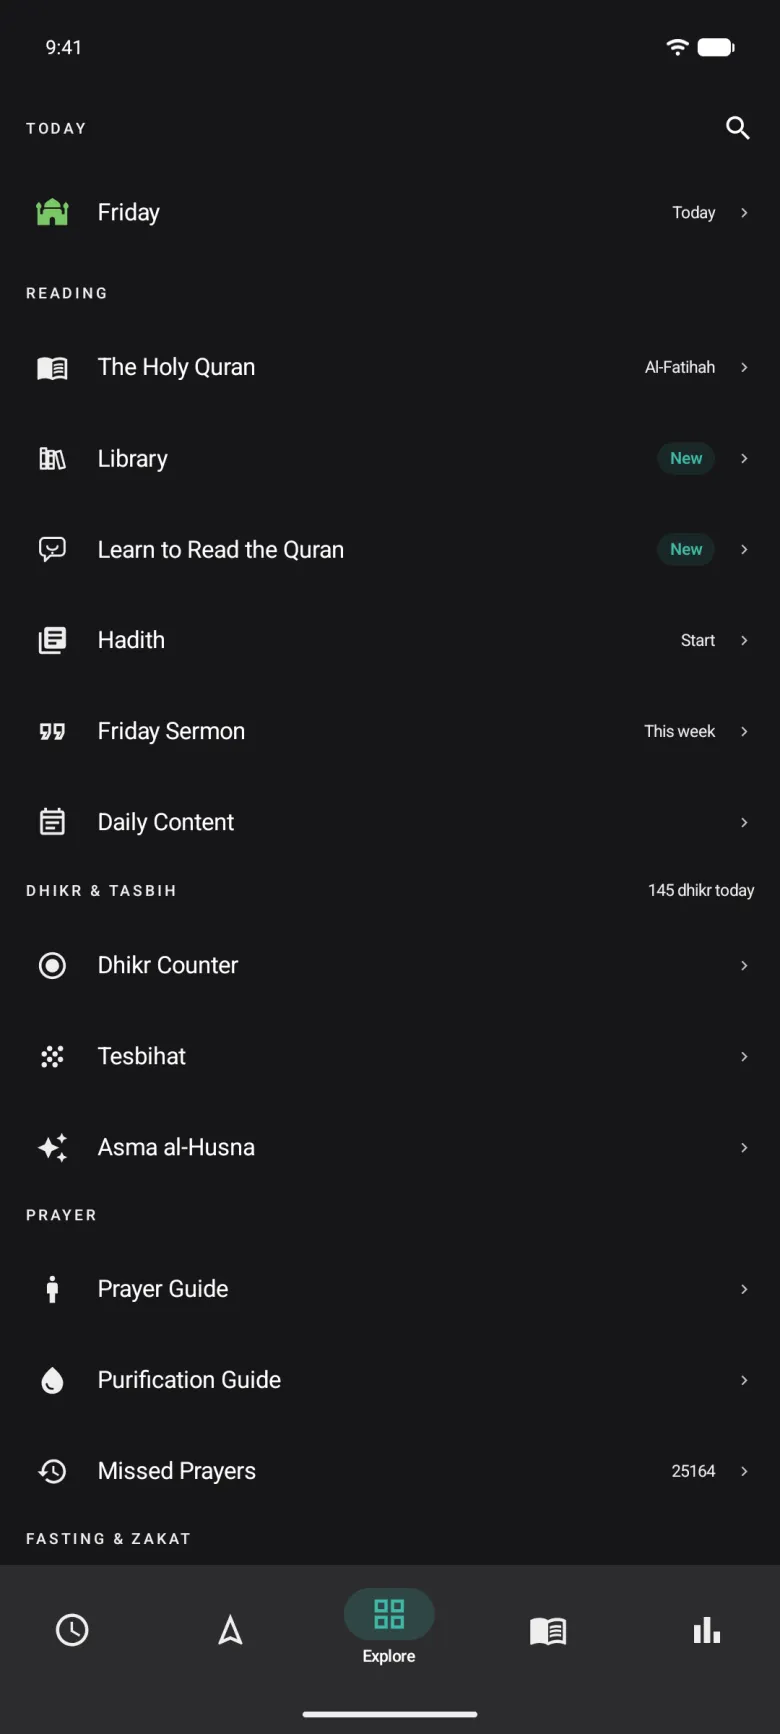 9:41
TODAY
Friday
Today
READING
The Holy Quran
Al-Fatihah
Library
New
Learn to Read the Quran
New
Hadith
Start
Friday Sermon
This week
Daily Content
DHIKR & TASBIH
145 dhikr today
Dhikr Counter
Tesbihat
Asma al-Husna
PRAYER
Prayer Guide
Purification Guide
Missed Prayers
25164
FASTING & ZAKAT
Explore